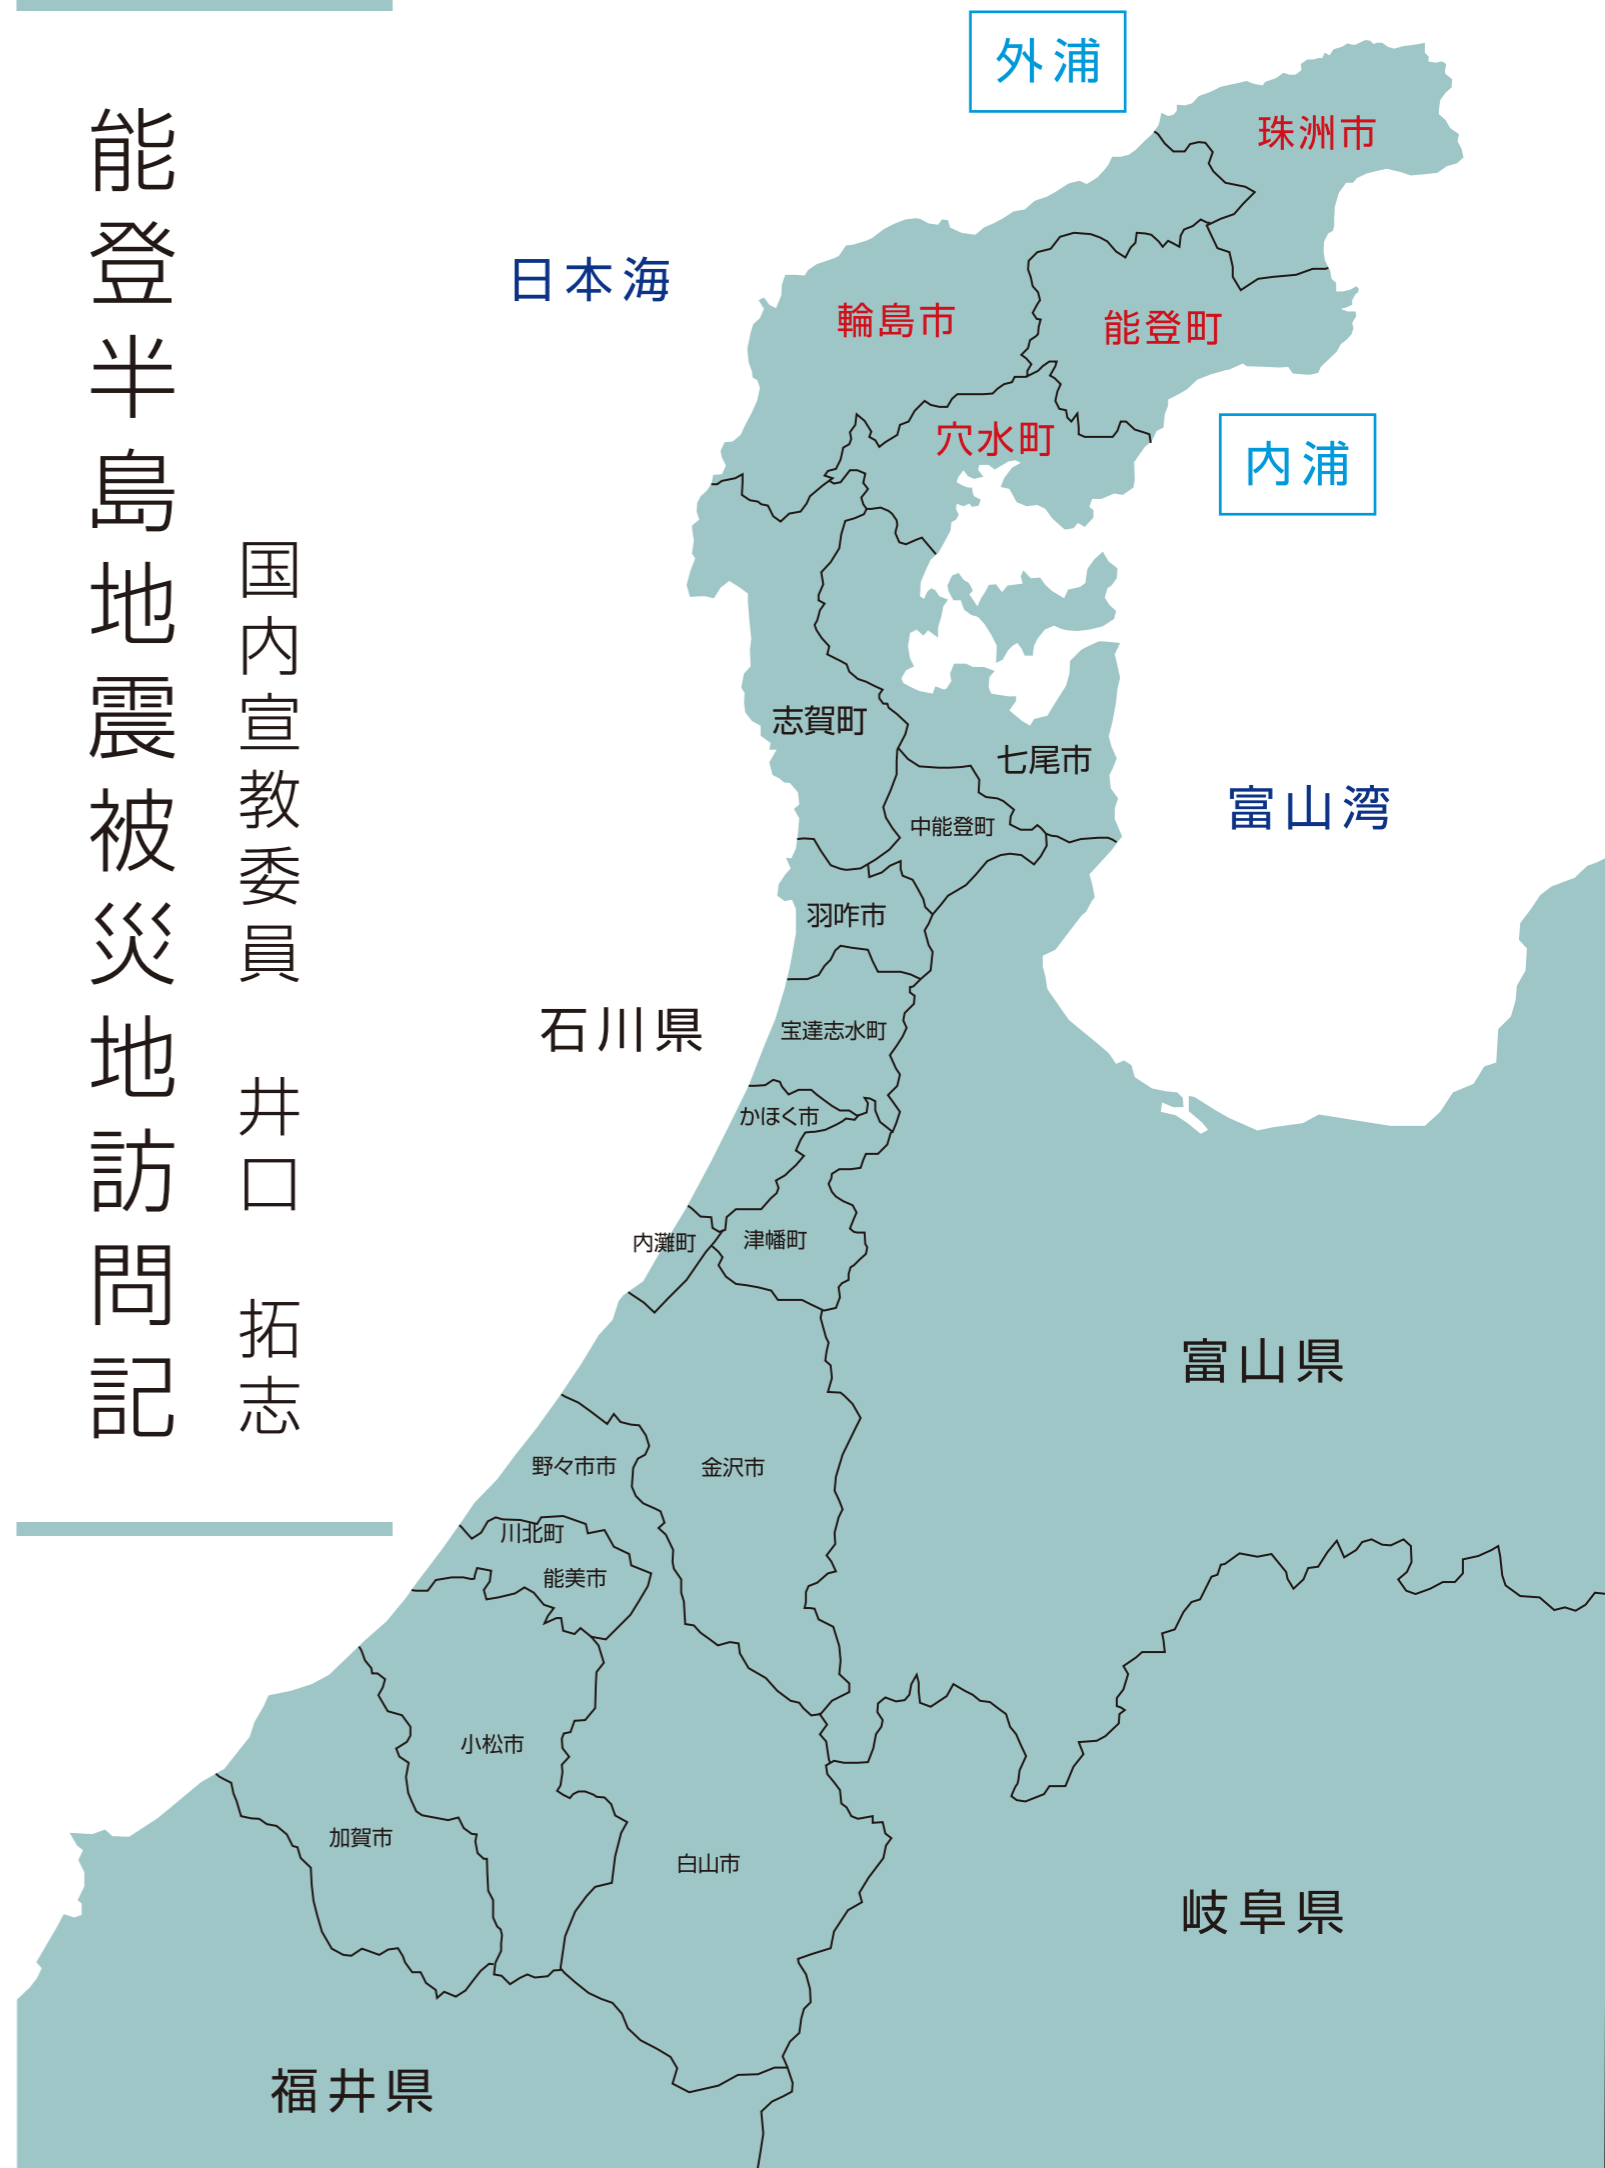 能登半島地震被災地訪問記
国内宣教委員 井口 拓志
外浦
珠洲市
日本海
輪島市
能登町
穴水町
内浦
志賀町
七尾市
富山湾
中能登町
羽咋市
石川県
宝達志水町
かほく市
内灘町
津幡町
富山県
野々市市
金沢市
川北町
能美市
小松市
加賀市
白山市
岐阜県
福井県